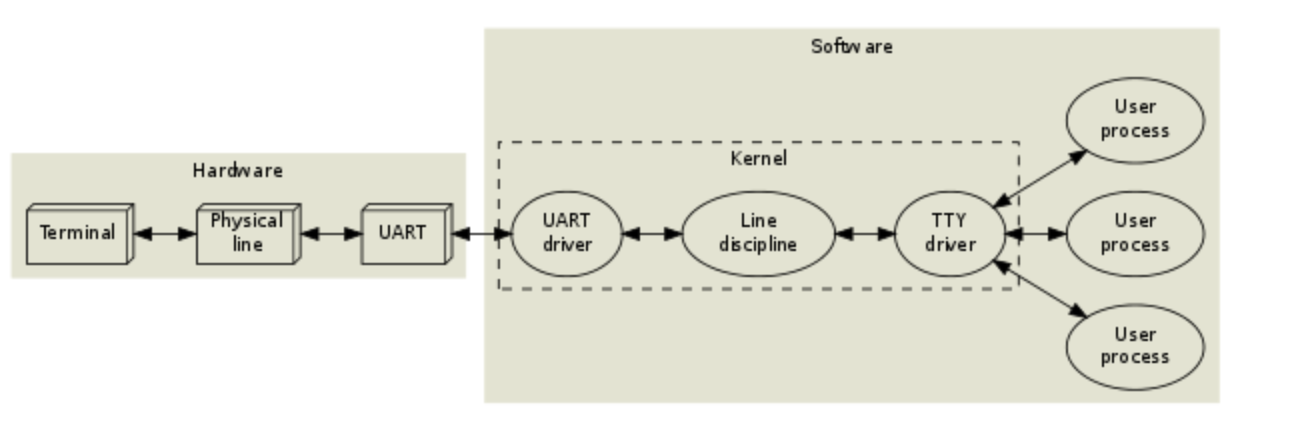 Software
User
process
Kernel
Hardware
Terminal
Physical
line
UART
UART
driver
Line
discipline
TTY
driver
User
process
User
process